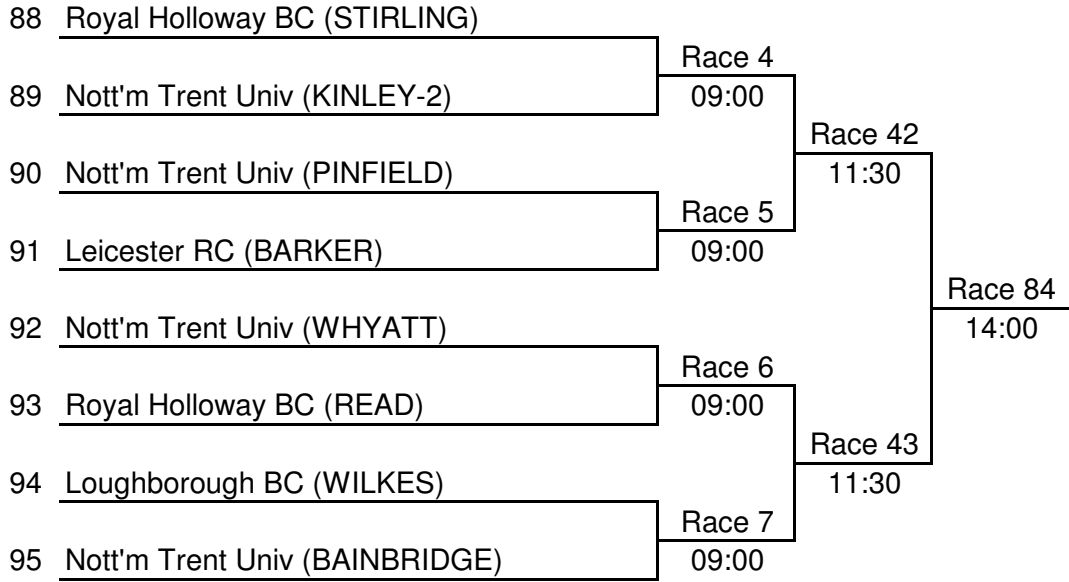 88 Royal Holloway BC (STIRLING)
Race 4
89 Nott'm Trent Univ (KINLEY-2)
09:00
Race 42
90 Nott'm Trent Univ (PINFIELD)
11:30
Race 5
91 Leicester RC (BARKER)
09:00
Race 84
92 Nott'm Trent Univ (WHYATT)
14:00
Race 6
93 Royal Holloway BC (READ)
09:00
Race 43
94 Loughborough BC (WILKES)
11:30
Race 7
95 Nott'm Trent Univ (BAINBRIDGE)
09:00